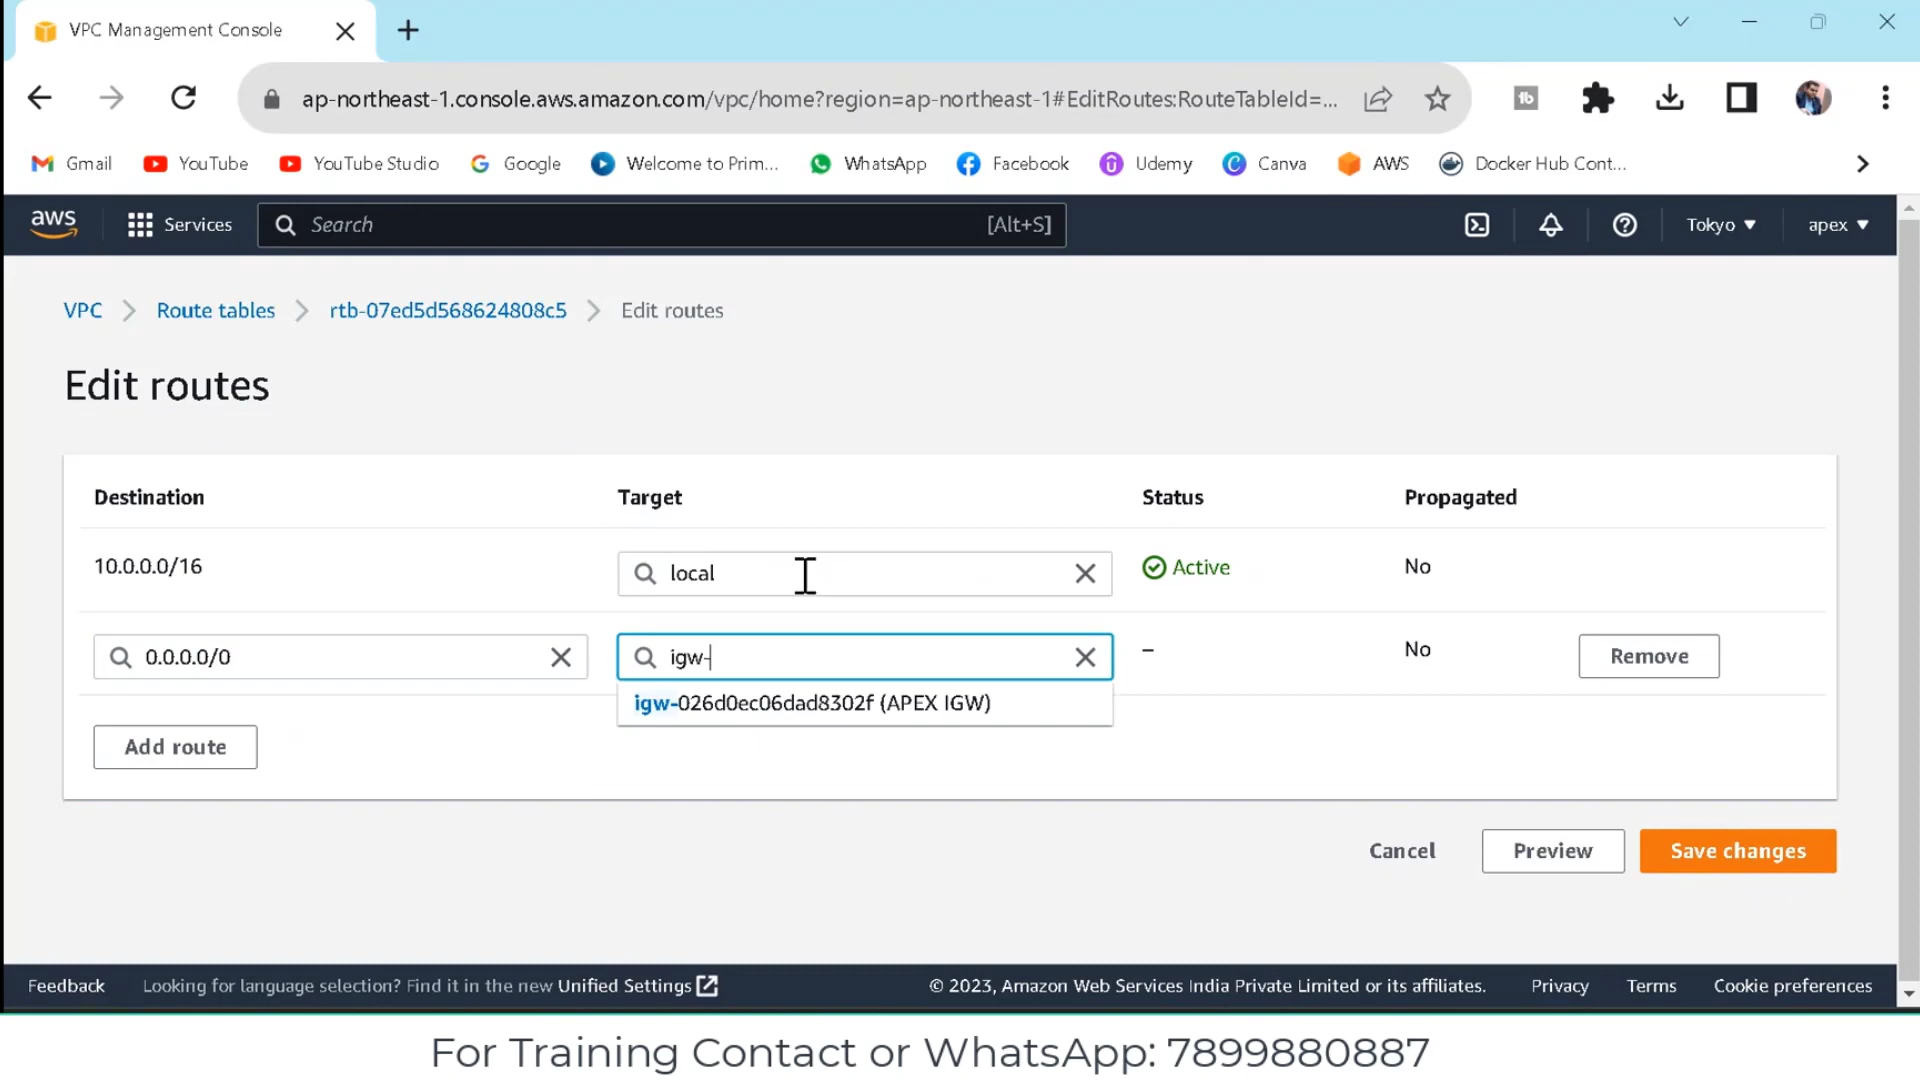 VPC Management Console
ap-northeast-1.console.aws.amazon.com/vpc/home?region=ap-northeast-1#EditRoutes:RouteTableId=...
Gmail YouTube YouTube Studio Google Welcome to Prim... WhatsApp Facebook Udemy Canva AWS Docker Hub Cont...
aws Services Search [Alt+S] Tokyo apex
VPC Route tables rtb-07ed5d568624808c5 Edit routes
Edit routes
Destination Target Status Propagated
10.0.0.0/16 local Active No
0.0.0.0/0 igw- – No Remove
igw-026d0ec06dad8302f (APEX IGW)
Add route
Cancel Preview Save changes
Feedback Looking for language selection? Find it in the new Unified Settings © 2023, Amazon Web Services India Private Limited or its affiliates. Privacy Terms Cookie preferences
For Training Contact or WhatsApp: 7899880887